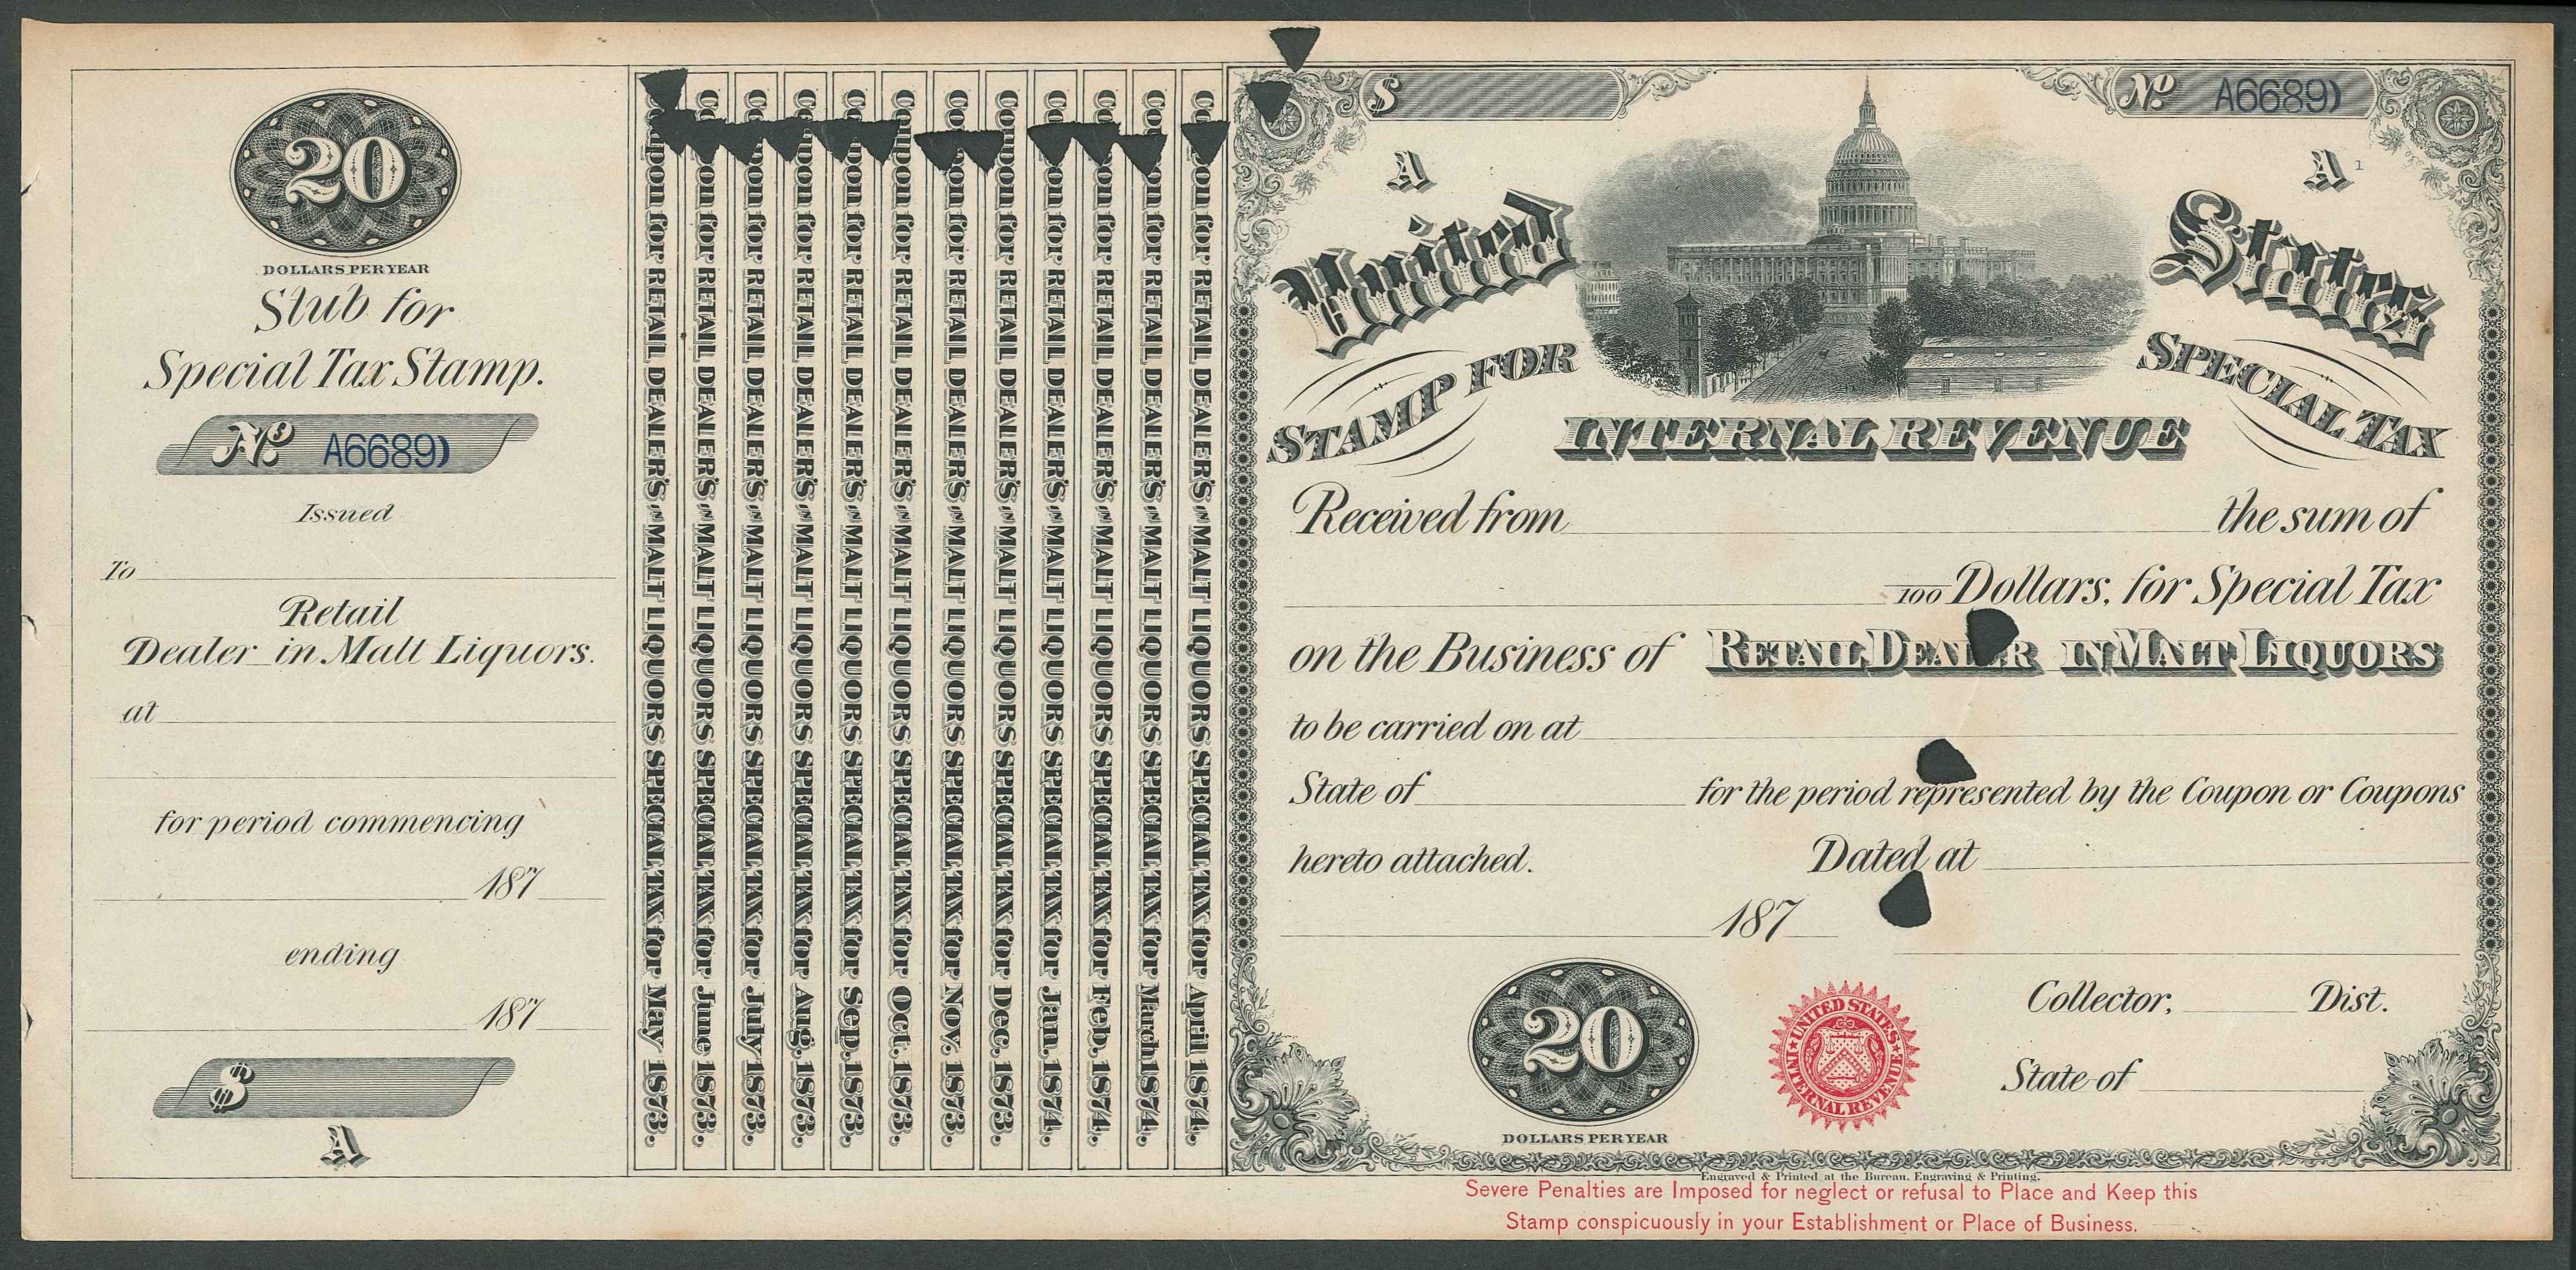 20
DOLLARS PER YEAR
Stub for
Special Tax Stamp.
No. A6689)
Issued
To
Retail
Dealer in Malt Liquors.
at
for period commencing
187
ending
187
$
A
Coupon for RETAIL DEALER'S IN MALT LIQUORS SPECIAL TAX for May 1873.
Coupon for RETAIL DEALER'S IN MALT LIQUORS SPECIAL TAX for June 1873.
Coupon for RETAIL DEALER'S IN MALT LIQUORS SPECIAL TAX for July 1873.
Coupon for RETAIL DEALER'S IN MALT LIQUORS SPECIAL TAX for Aug. 1873.
Coupon for RETAIL DEALER'S IN MALT LIQUORS SPECIAL TAX for Sep. 1873.
Coupon for RETAIL DEALER'S IN MALT LIQUORS SPECIAL TAX for Oct. 1873.
Coupon for RETAIL DEALER'S IN MALT LIQUORS SPECIAL TAX for Nov. 1873.
Coupon for RETAIL DEALER'S IN MALT LIQUORS SPECIAL TAX for Dec. 1873.
Coupon for RETAIL DEALER'S IN MALT LIQUORS SPECIAL TAX for Jan. 1874.
Coupon for RETAIL DEALER'S IN MALT LIQUORS SPECIAL TAX for Feb. 1874.
Coupon for RETAIL DEALER'S IN MALT LIQUORS SPECIAL TAX for March 1874.
Coupon for RETAIL DEALER'S IN MALT LIQUORS SPECIAL TAX for April 1874.
$ No. A6689)
A A 1
United States
STAMP FOR SPECIAL TAX
INTERNAL REVENUE
Received from the sum of
100 Dollars, for Special Tax
on the Business of RETAIL DEALER IN MALT LIQUORS
to be carried on at
State of for the period represented by the Coupon or Coupons
hereto attached. Dated at
187
Collector, Dist.
State of
20
DOLLARS PER YEAR
UNITED STATES INTERNAL REVENUE
Engraved & Printed at the Bureau, Engraving & Printing.
Severe Penalties are Imposed for neglect or refusal to Place and Keep this
Stamp conspicuously in your Establishment or Place of Business.